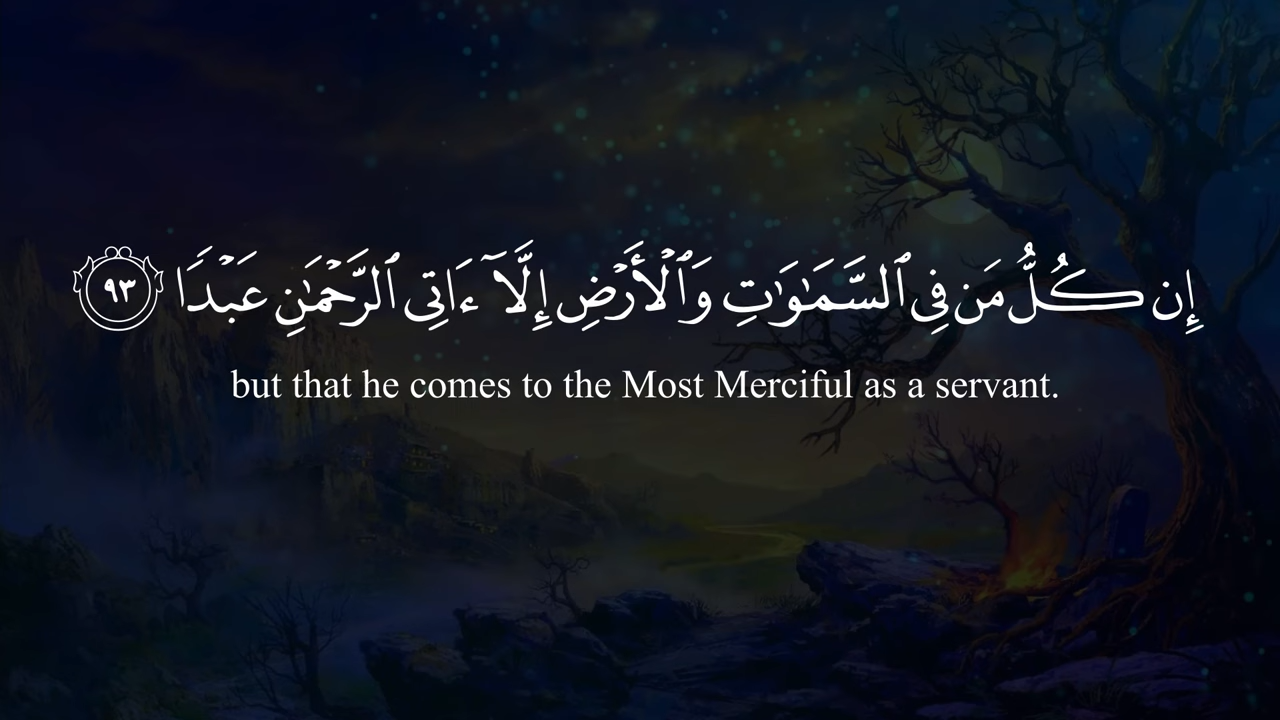 إِن كُلُّ مَن فِى ٱلسَّمَـٰوَٰتِ وَٱلْأَرْضِ إِلَّآ ءَاتِى ٱلرَّحْمَـٰنِ عَبْدًا ٩٣
but that he comes to the Most Merciful as a servant.